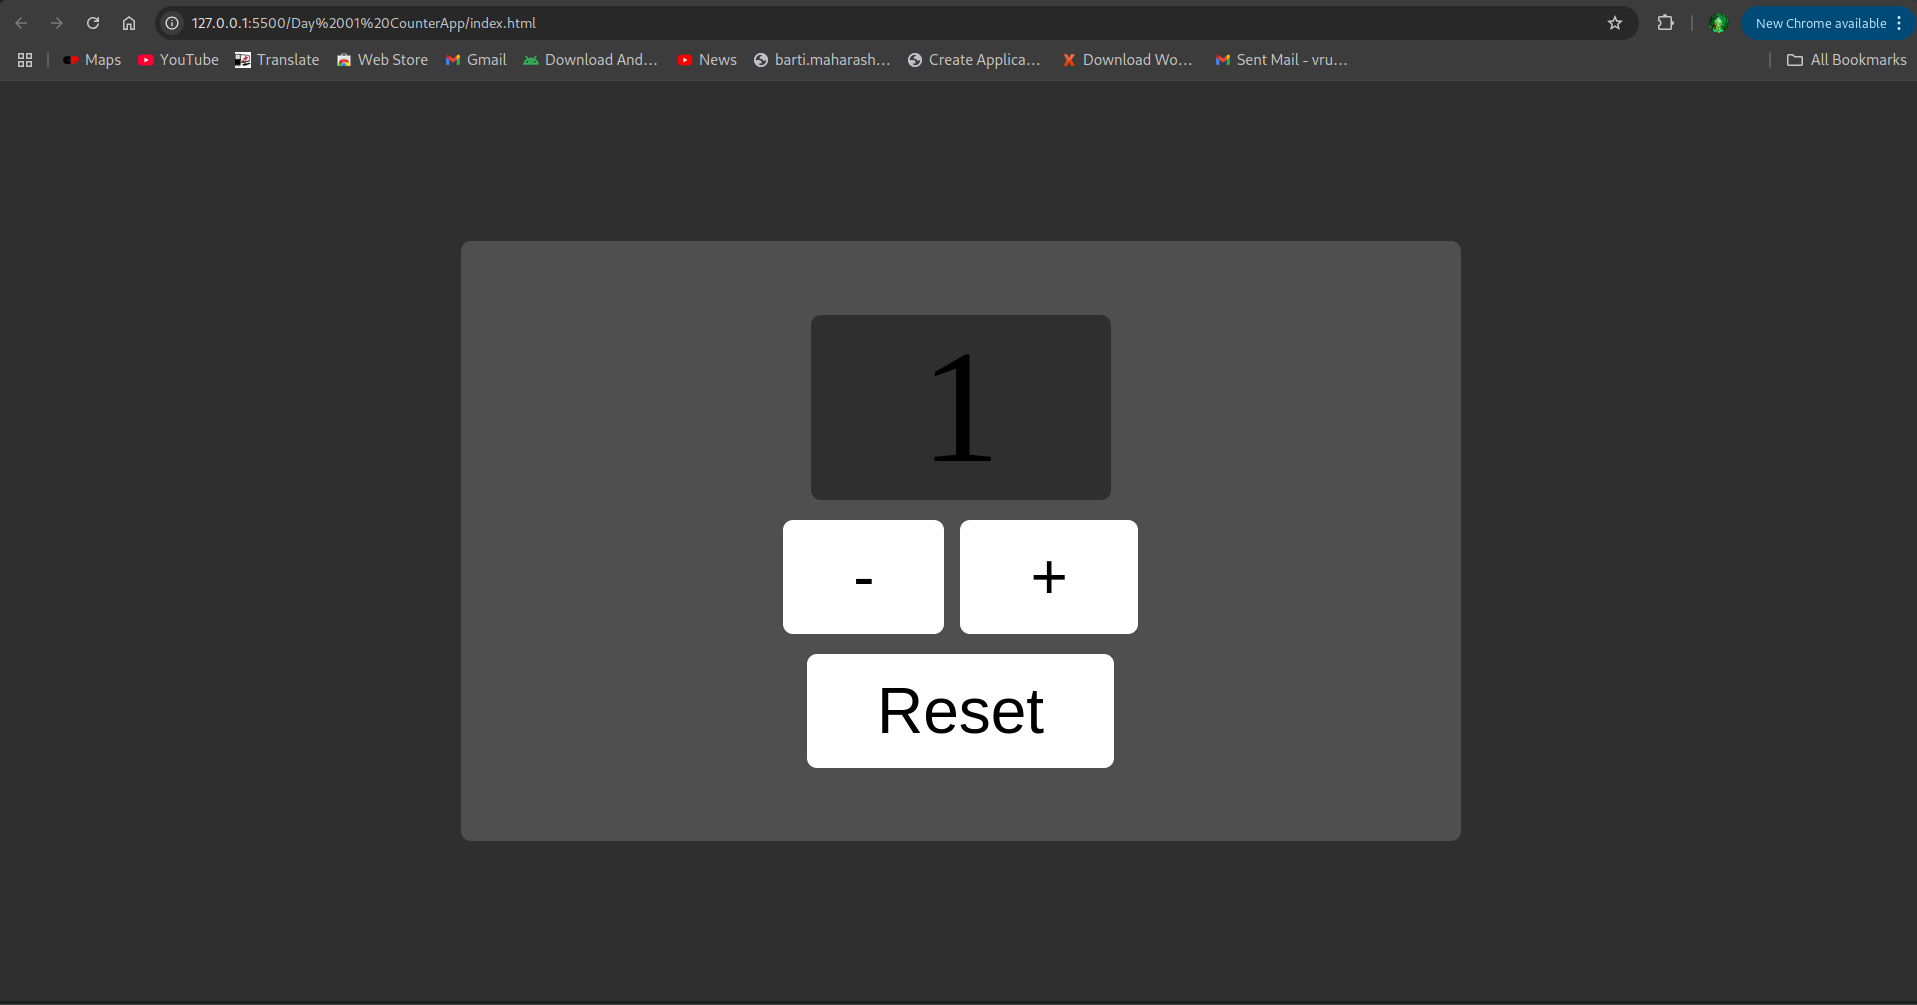 127.0.0.1:5500/Day%2001%20CounterApp/index.html
New Chrome available
Maps YouTube Translate Web Store Gmail Download And... News barti.maharash... Create Applica... Download Wo... Sent Mail - vru... All Bookmarks
1
- +
Reset